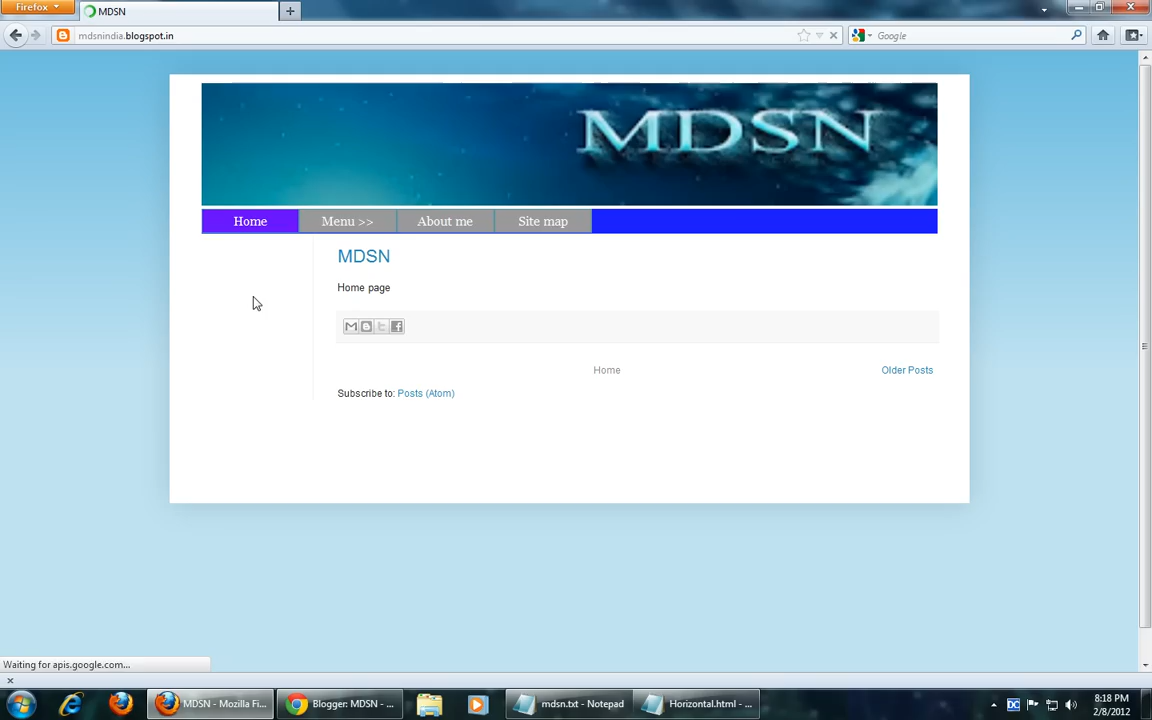 Firefox
MDSN
mdsnindia.blogspot.in
Google
MDSN
Home
Menu >>
About me
Site map
MDSN
Home page
Home
Older Posts
Subscribe to: Posts (Atom)
Waiting for apis.google.com...
MDSN - Mozilla Fi...
Blogger: MDSN - ...
mdsn.txt - Notepad
Horizontal.html - ...
DC
8:18 PM
2/8/2012